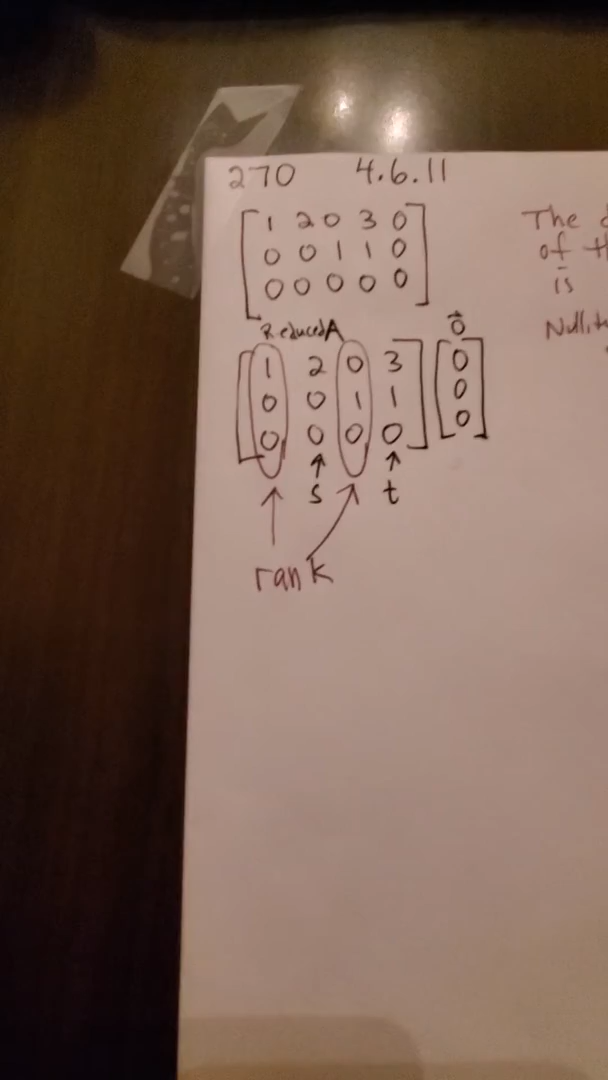 270 4.6.11
1 2 0 3 0
0 0 1 1 0
0 0 0 0 0
Reduced A 0⃗
1 2 0 3 0
0 0 1 1 0
0 0 0 0 0
s t
rank
The
of
is